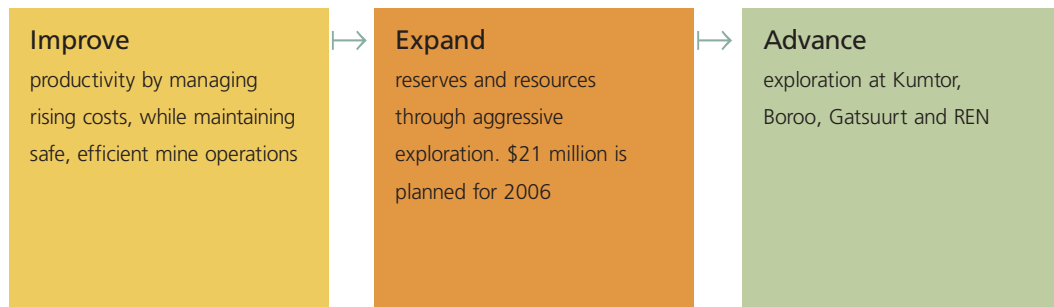 Improve
productivity by managing
rising costs, while maintaining
safe, efficient mine operations
Expand
reserves and resources
through aggressive
exploration. $21 million is
planned for 2006
Advance
exploration at Kumtor,
Boroo, Gatsuurt and REN